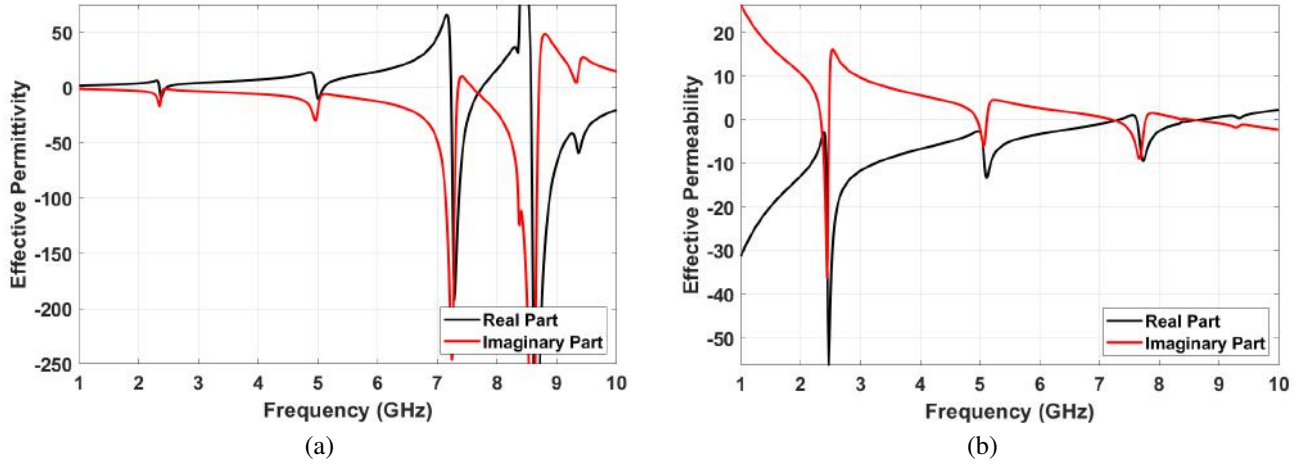 Effective Permittivity
50
0
-50
-100
-150
-200
-250
1 2 3 4 5 6 7 8 9 10
Frequency (GHz)
Real Part
Imaginary Part
(a)
Effective Permeability
20
10
0
-10
-20
-30
-40
-50
1 2 3 4 5 6 7 8 9 10
Frequency (GHz)
Real Part
Imaginary Part
(b)